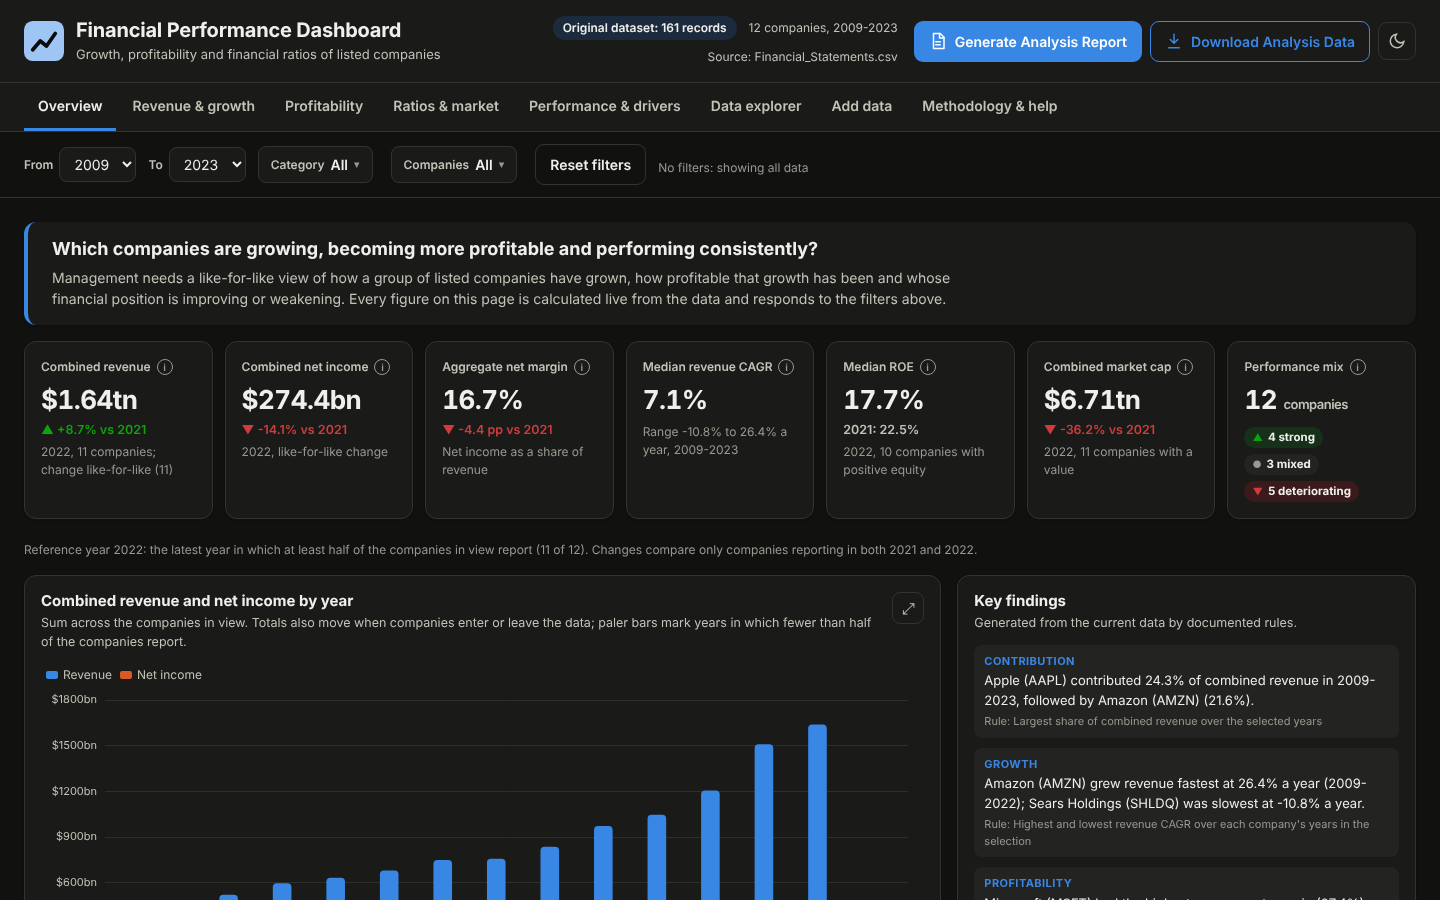 Financial Performance Dashboard
Growth, profitability and financial ratios of listed companies
Original dataset: 161 records
12 companies, 2009-2023
Source: Financial_Statements.csv
Generate Analysis Report
Download Analysis Data
Overview
Revenue & growth
Profitability
Ratios & market
Performance & drivers
Data explorer
Add data
Methodology & help
From 2009 To 2023
Category All
Companies All
Reset filters
No filters: showing all data
Which companies are growing, becoming more profitable and performing consistently?
Management needs a like-for-like view of how a group of listed companies have grown, how profitable that growth has been and whose
financial position is improving or weakening. Every figure on this page is calculated live from the data and responds to the filters above.
Combined revenue
$1.64tn
▲ +8.7% vs 2021
2022, 11 companies;
change like-for-like (11)
Combined net income
$274.4bn
▼ -14.1% vs 2021
2022, like-for-like change
Aggregate net margin
16.7%
▼ -4.4 pp vs 2021
Net income as a share of
revenue
Median revenue CAGR
7.1%
Range -10.8% to 26.4% a
year, 2009-2023
Median ROE
17.7%
2021: 22.5%
2022, 10 companies with
positive equity
Combined market cap
$6.71tn
▼ -36.2% vs 2021
2022, 11 companies with a
value
Performance mix
12 companies
▲ 4 strong
● 3 mixed
▼ 5 deteriorating
Reference year 2022: the latest year in which at least half of the companies in view report (11 of 12). Changes compare only companies reporting in both 2021 and 2022.
Combined revenue and net income by year
Sum across the companies in view. Totals also move when companies enter or leave the data; paler bars mark years in which fewer than half
of the companies report.
Revenue
Net income
$1800bn
$1500bn
$1200bn
$900bn
$600bn
Key findings
Generated from the current data by documented rules.
CONTRIBUTION
Apple (AAPL) contributed 24.3% of combined revenue in 2009-
2023, followed by Amazon (AMZN) (21.6%).
Rule: Largest share of combined revenue over the selected years
GROWTH
Amazon (AMZN) grew revenue fastest at 26.4% a year (2009-
2022); Sears Holdings (SHLDQ) was slowest at -10.8% a year.
Rule: Highest and lowest revenue CAGR over each company's years in the
selection
PROFITABILITY